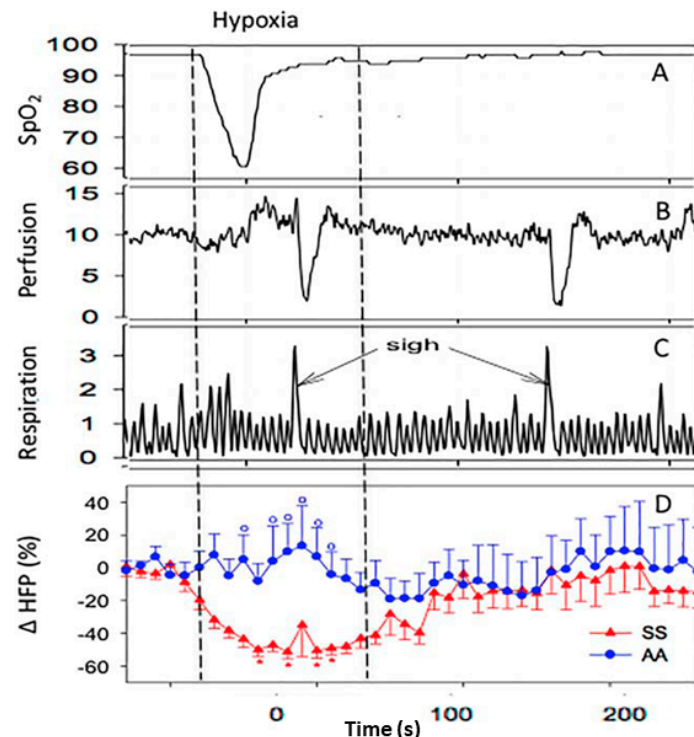 Hypoxia
100
90
80
70
60
SpO₂
A
15
10
5
0
Perfusion
B
3
2
1
0
Respiration
sigh
C
40
20
0
-20
-40
-60
Δ HFP (%)
D
SS
AA
0 100 200
Time (s)